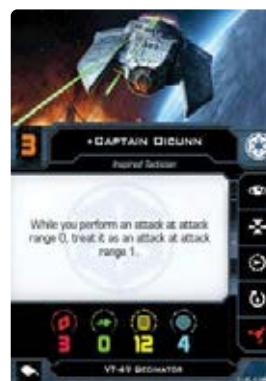 3
•CAPTAIN OICUNN
Inspired Tactician
While you perform an attack at attack
range 0, treat it as an attack at attack
range 1.
3 0 12 4
VT-49 DECIMATOR